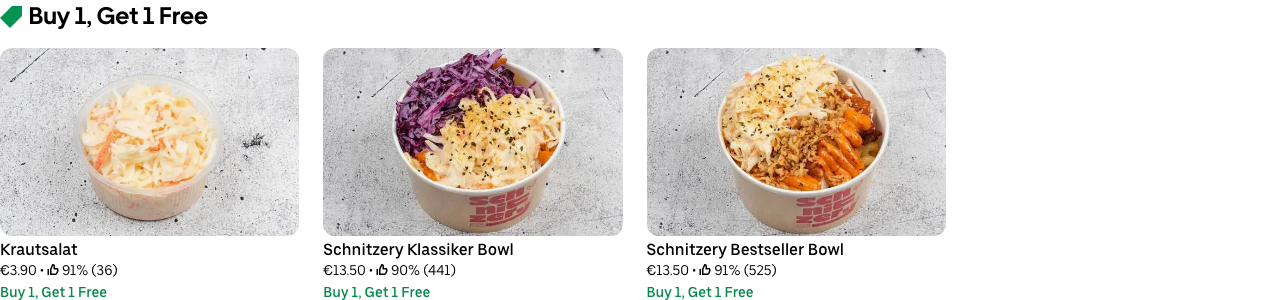 Buy 1, Get 1 Free
Krautsalat
€3.90 • 91% (36)
Buy 1, Get 1 Free
schnitzery
Schnitzery Klassiker Bowl
€13.50 • 90% (441)
Buy 1, Get 1 Free
schnitzery
Schnitzery Bestseller Bowl
€13.50 • 91% (525)
Buy 1, Get 1 Free